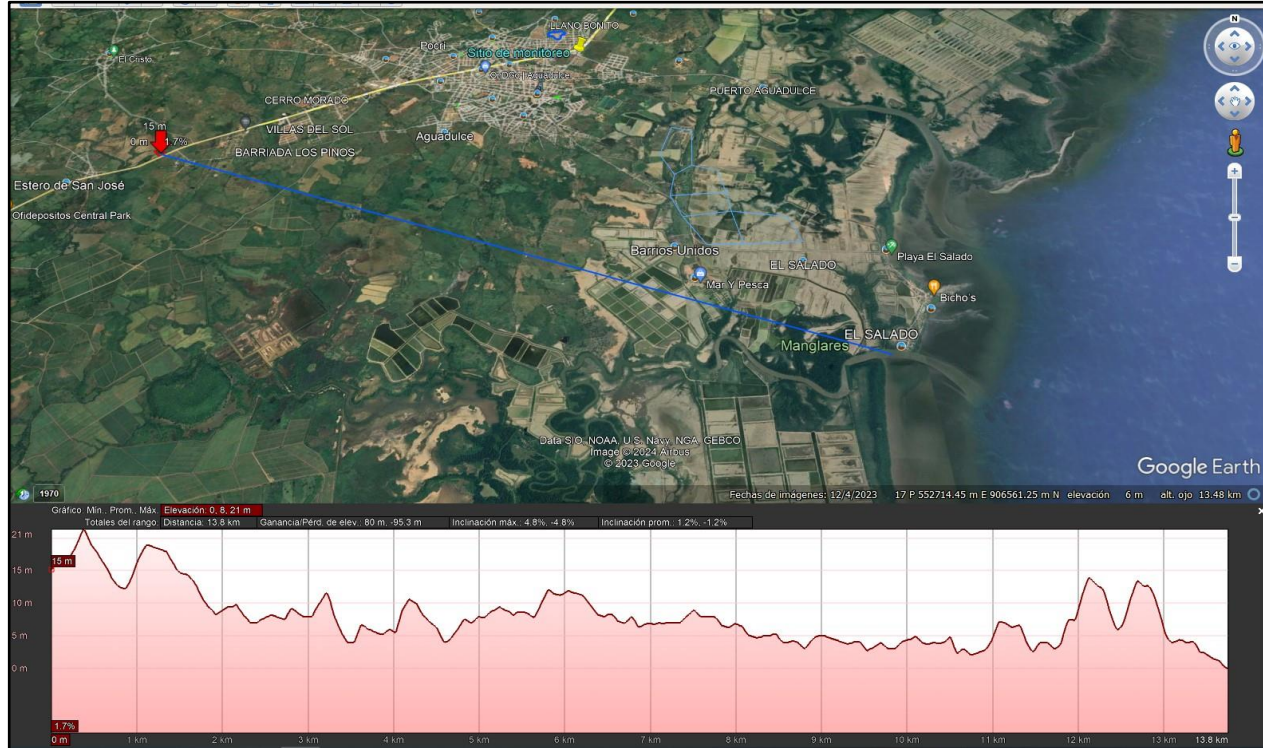 LLANO BONITO
Pocrí
Sitio de monitoreo
El Cristo
PUERTO AGUADULCE
CERRO MORADO
15 m
VILLAS DEL SOL
Aguadulce
0 m 1.7%
BARRIADA LOS PINOS
Estero de San José
Ofidepositos Central Park
Barrios Unidos
Playa El Salado
EL SALADO
Mar Y Pesca
Bicho's
EL SALADO
Manglares
N
Data SIO, NOAA, U.S. Navy, NGA, GEBCO
Image © 2024 Airbus
© 2023 Google
Google Earth
1970
Fechas de imágenes: 12/4/2023 17 P 552714.45 m E 906561.25 m N elevación 6 m alt. ojo 13.48 km
Gráfico Mín., Prom., Máx. Elevación: 0, 8, 21 m
Totales del rango: Distancia: 13.8 km Ganancia/Pérd. de elev.: 80 m, -95.3 m Inclinación máx.: 4.8%, -4.8% Inclinación prom.: 1.2%, -1.2%
21 m
15 m
15 m
10 m
5 m
0 m
1.7%
0 m 1 km 2 km 3 km 4 km 5 km 6 km 7 km 8 km 9 km 10 km 11 km 12 km 13 km 13.8 km